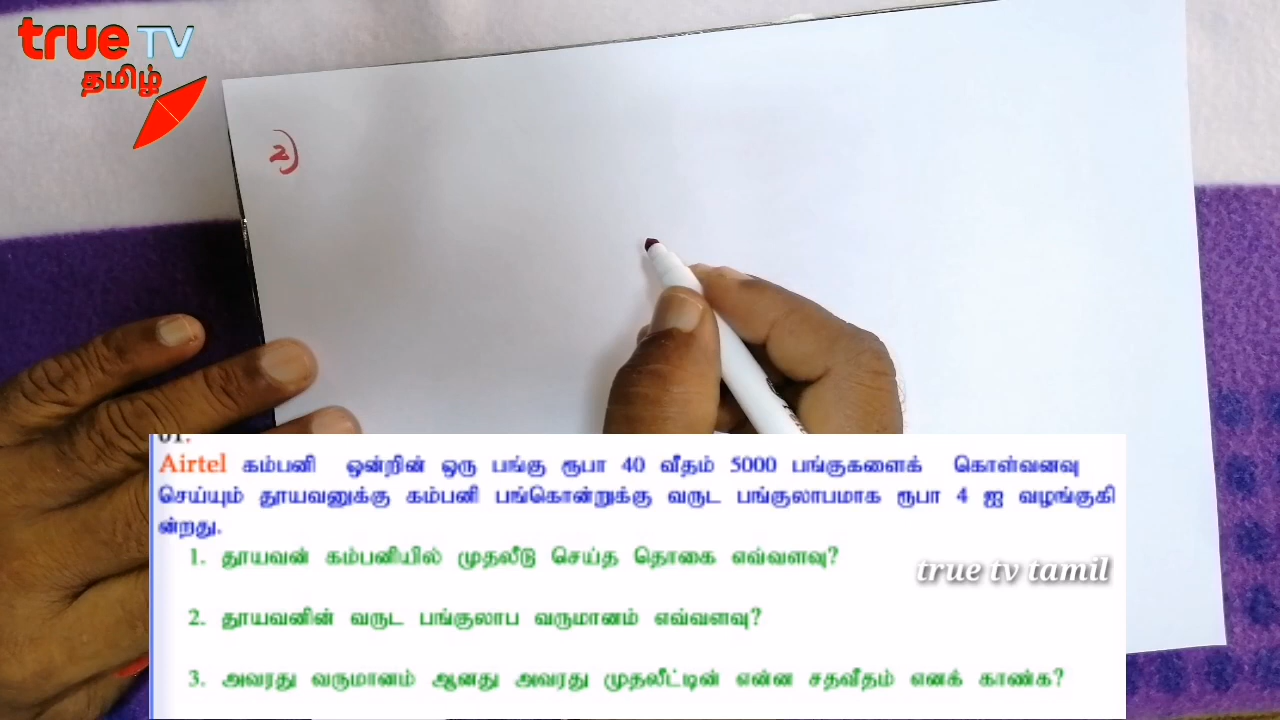 true TV
தமிழ்
2)
01.
Airtel கம்பனி ஒன்றின் ஒரு பங்கு ரூபா 40 வீதம் 5000 பங்குகளைக் கொள்வனவு
செய்யும் தூயவனுக்கு கம்பனி பங்கொன்றுக்கு வருட பங்குலாபமாக ரூபா 4 ஐ வழங்குகி
ன்றது.
1. தூயவன் கம்பனியில் முதலீடு செய்த தொகை எவ்வளவு?
true tv tamil
2. தூயவனின் வருட பங்குலாப வருமானம் எவ்வளவு?
3. அவரது வருமானம் ஆனது அவரது முதலீட்டின் என்ன சதவீதம் எனக் காண்க?